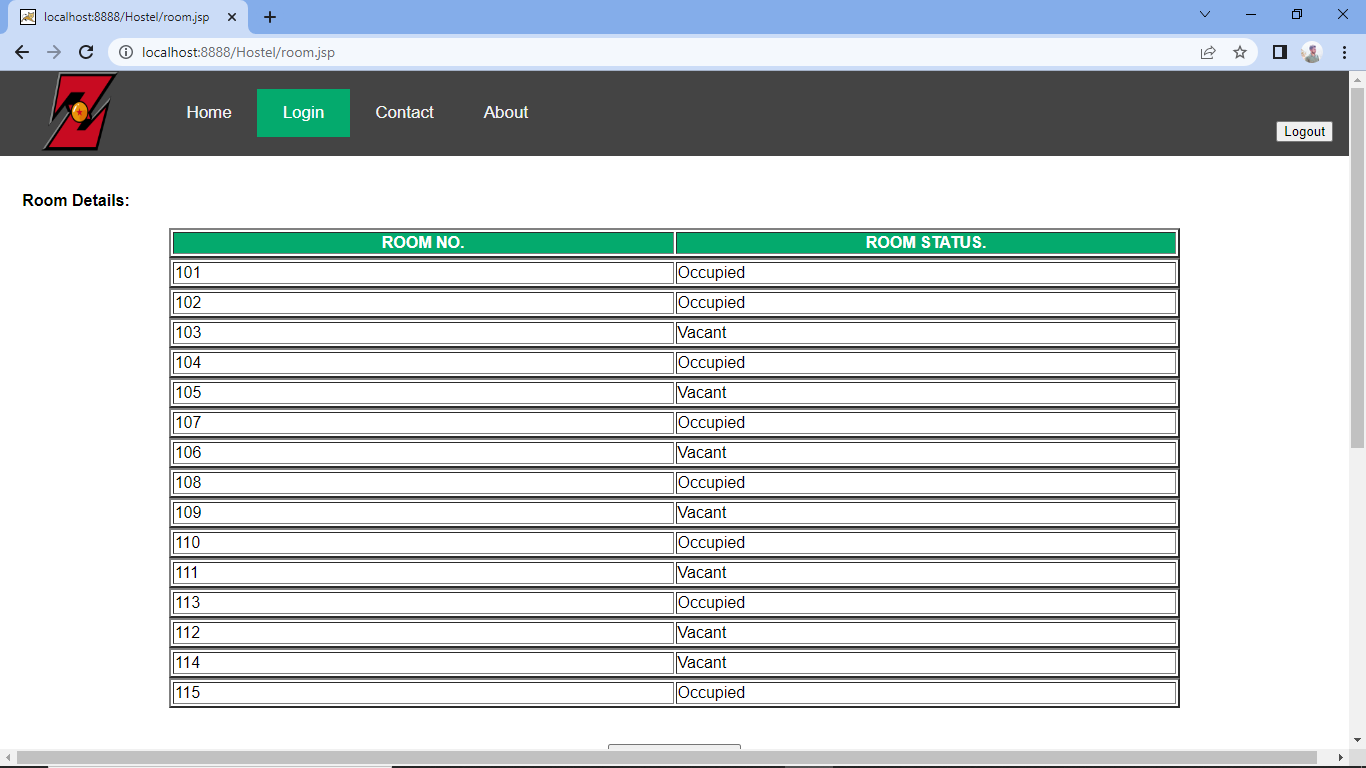 localhost:8888/Hostel/room.jsp
localhost:8888/Hostel/room.jsp
Home Login Contact About
Logout
Room Details:
ROOM NO. ROOM STATUS.
101 Occupied
102 Occupied
103 Vacant
104 Occupied
105 Vacant
107 Occupied
106 Vacant
108 Occupied
109 Vacant
110 Occupied
111 Vacant
113 Occupied
112 Vacant
114 Vacant
115 Occupied